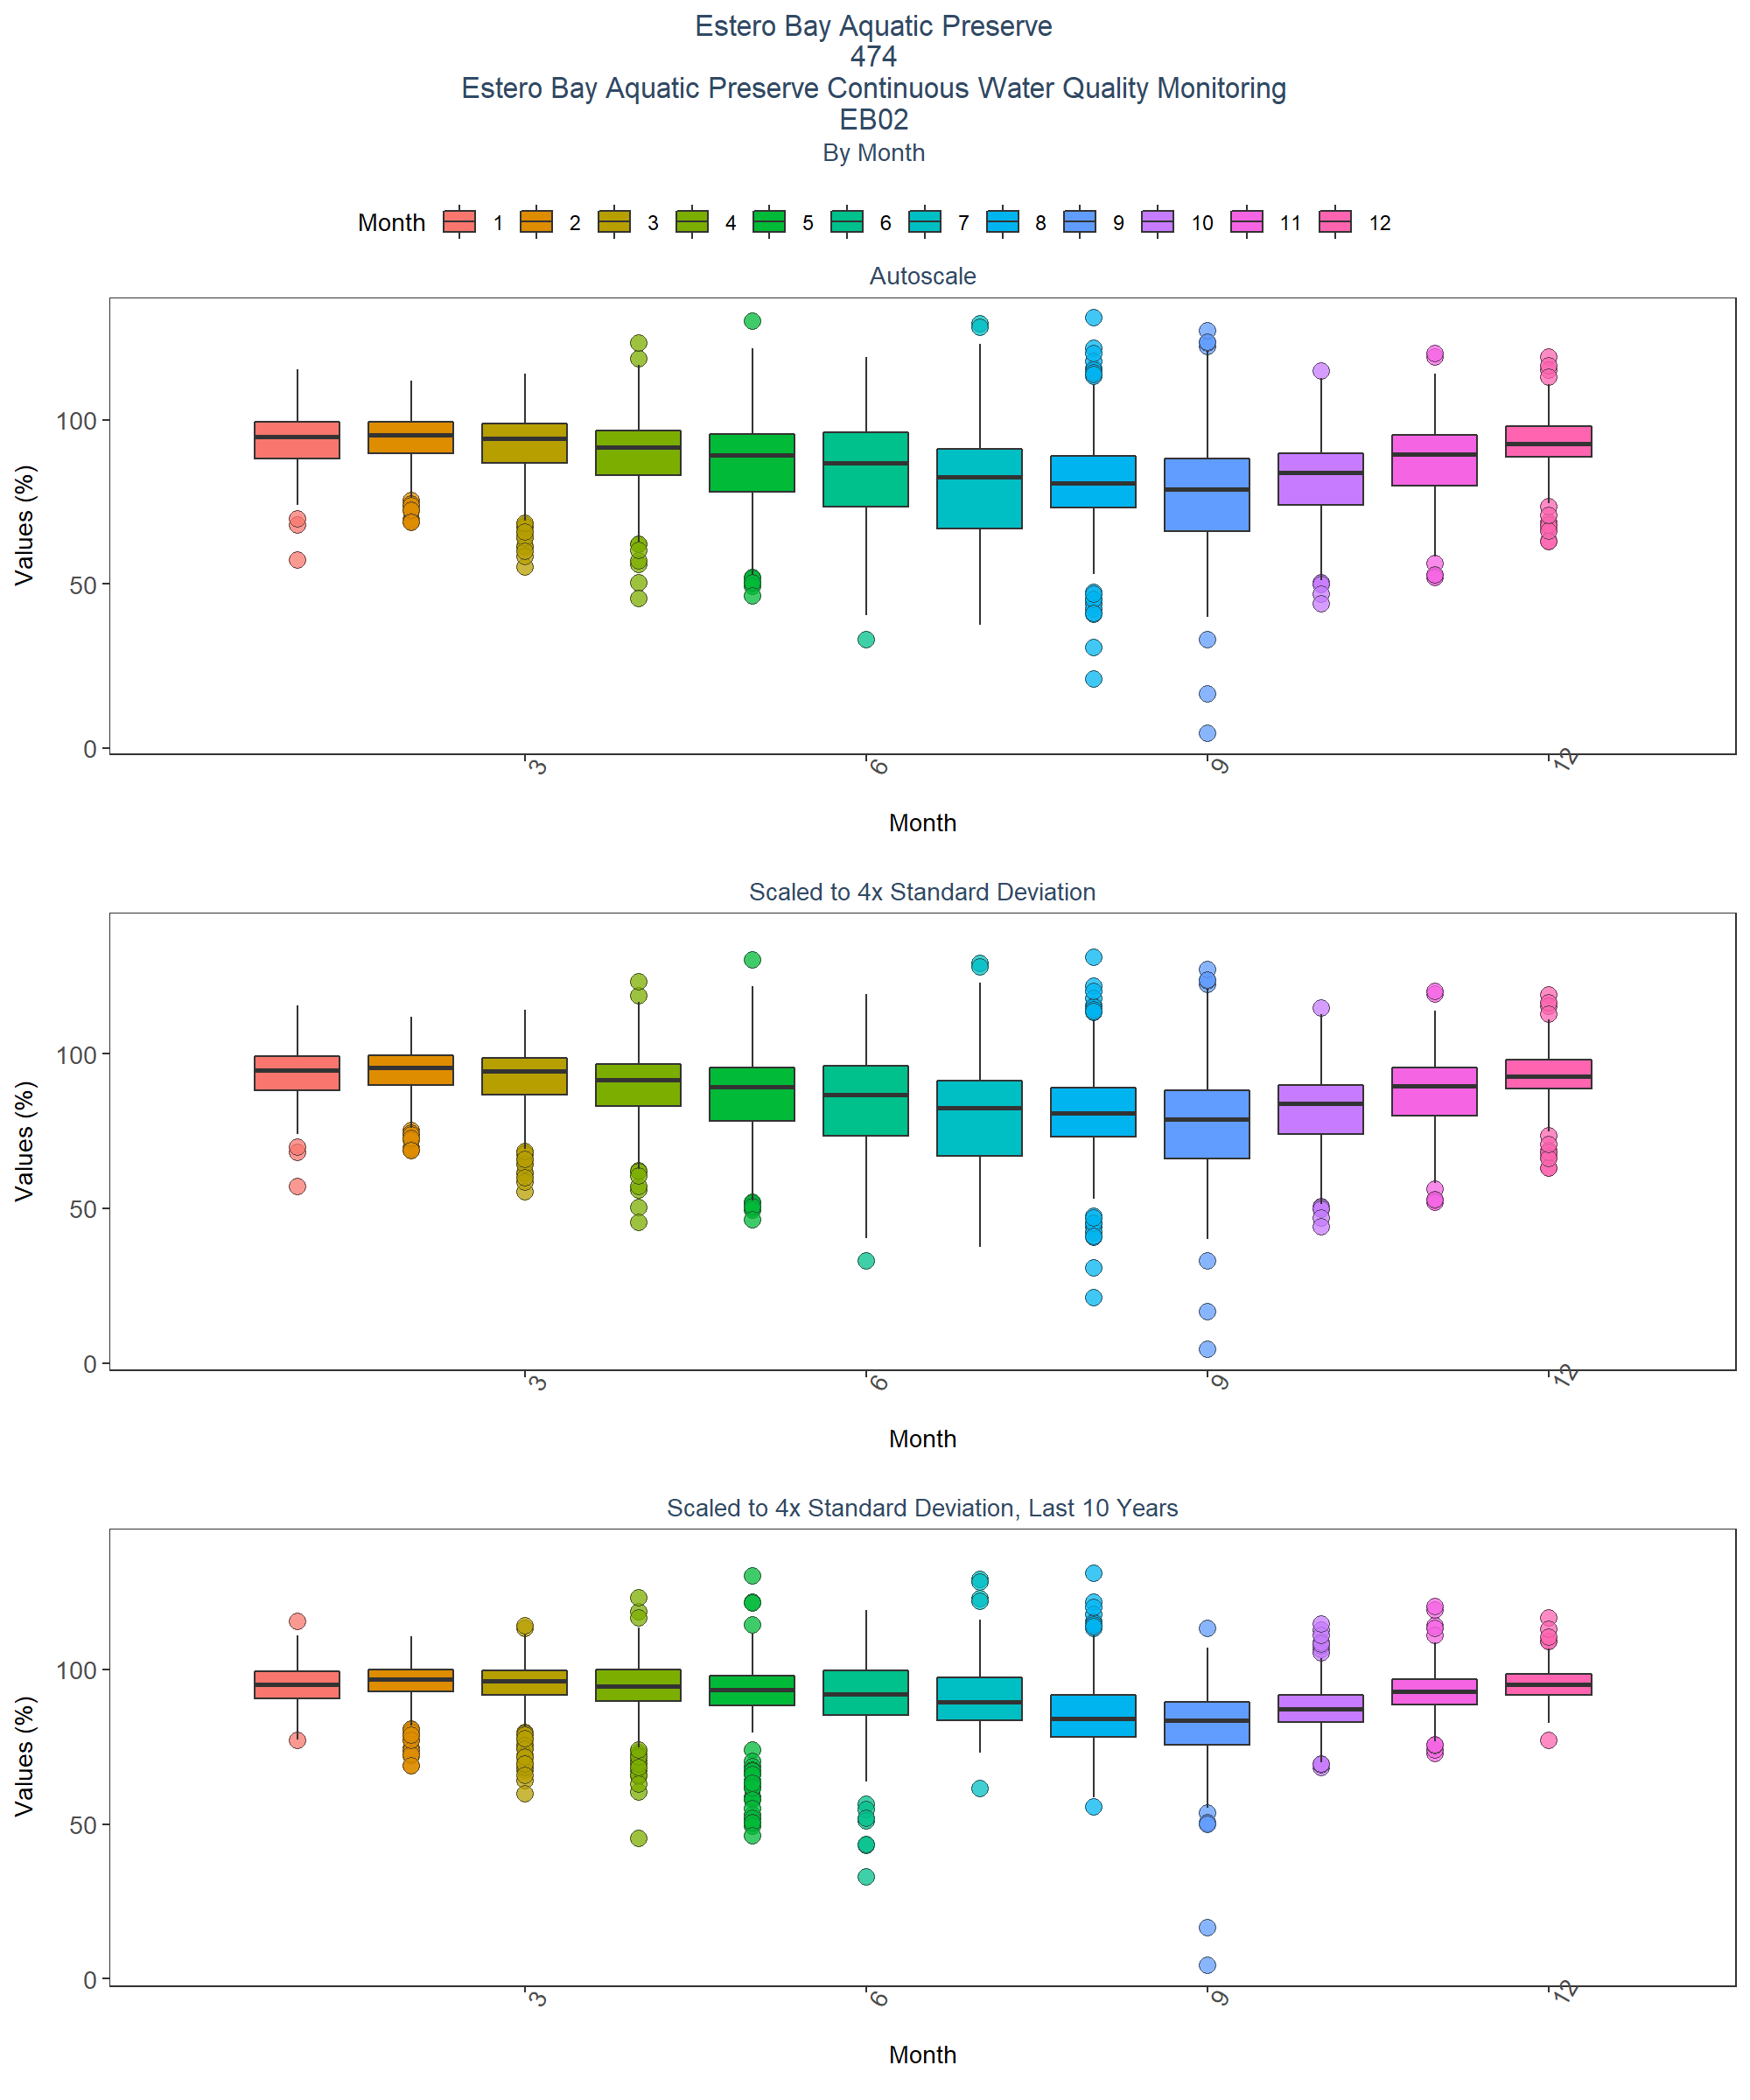 Estero Bay Aquatic Preserve
474
Estero Bay Aquatic Preserve Continuous Water Quality Monitoring
EB02
By Month
Month 1 2 3 4 5 6 7 8 9 10 11 12
Autoscale
Values (%)
100
50
0
3 6 9 12
Month
Scaled to 4x Standard Deviation
Values (%)
100
50
0
3 6 9 12
Month
Scaled to 4x Standard Deviation, Last 10 Years
Values (%)
100
50
0
3 6 9 12
Month